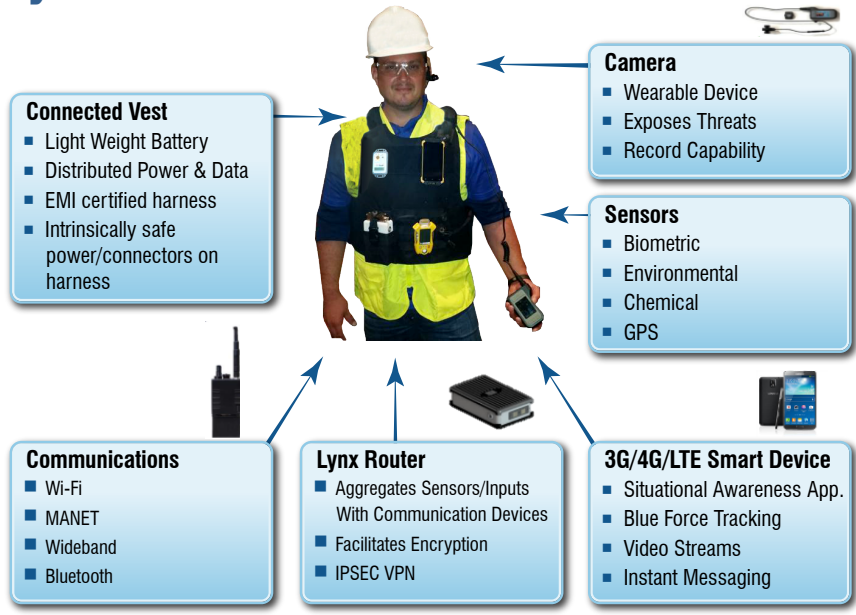 Camera
Wearable Device
Exposes Threats
Record Capability
Connected Vest
Light Weight Battery
Distributed Power & Data
EMI certified harness
Intrinsically safe
power/connectors on
harness
Sensors
Biometric
Environmental
Chemical
GPS
Communications
Wi-Fi
MANET
Wideband
Bluetooth
Lynx Router
Aggregates Sensors/Inputs
With Communication Devices
Facilitates Encryption
IPSEC VPN
3G/4G/LTE Smart Device
Situational Awareness App.
Blue Force Tracking
Video Streams
Instant Messaging